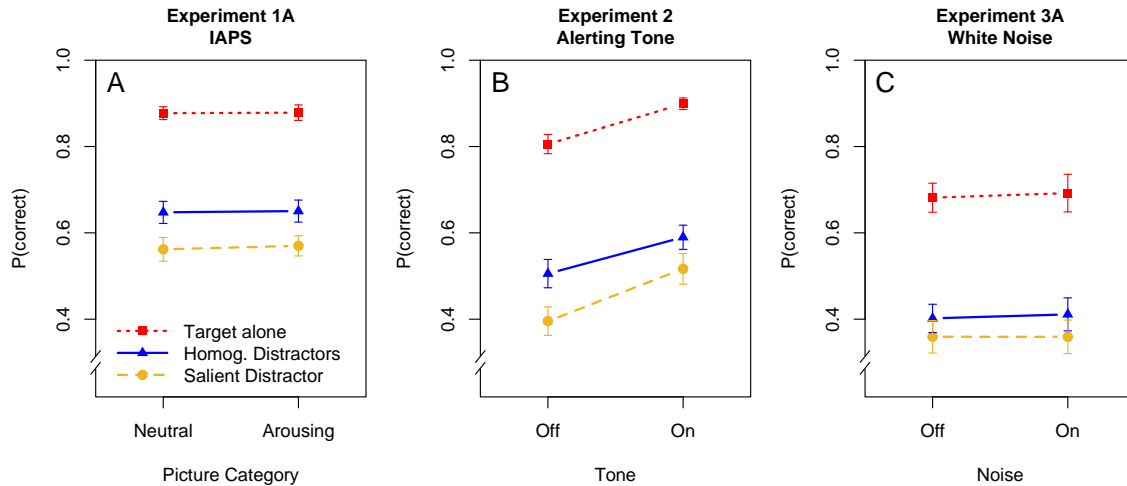 Experiment 1A
IAPS
A
P(correct)
1.0
0.8
0.6
0.4
Target alone
Homog. Distractors
Salient Distractor
Neutral
Arousing
Picture Category
Experiment 2
Alerting Tone
B
P(correct)
1.0
0.8
0.6
0.4
Off
On
Tone
Experiment 3A
White Noise
C
P(correct)
1.0
0.8
0.6
0.4
Off
On
Noise